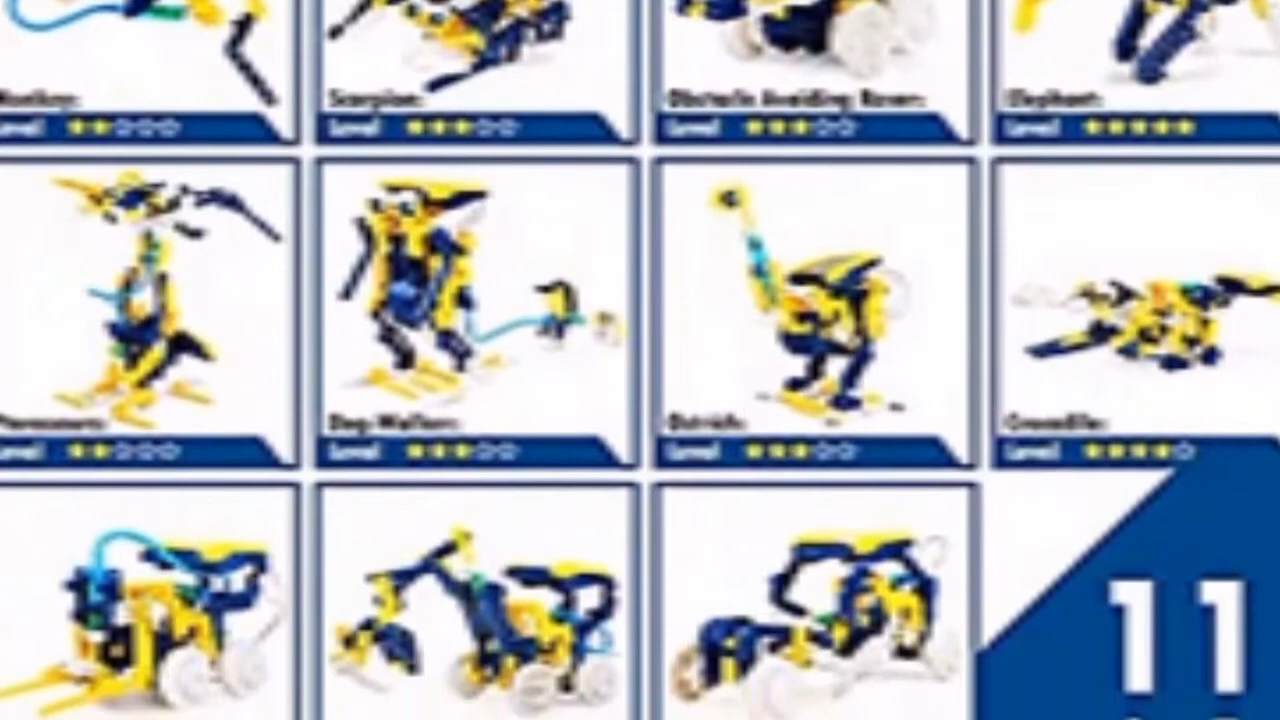 Scorpion:
Obstacle Avoiding Rover:
Elephant:
Level
Level
Level
Level
Dog-Walker:
Ostrich:
Crocodile:
Level
Level
Level
Level
11